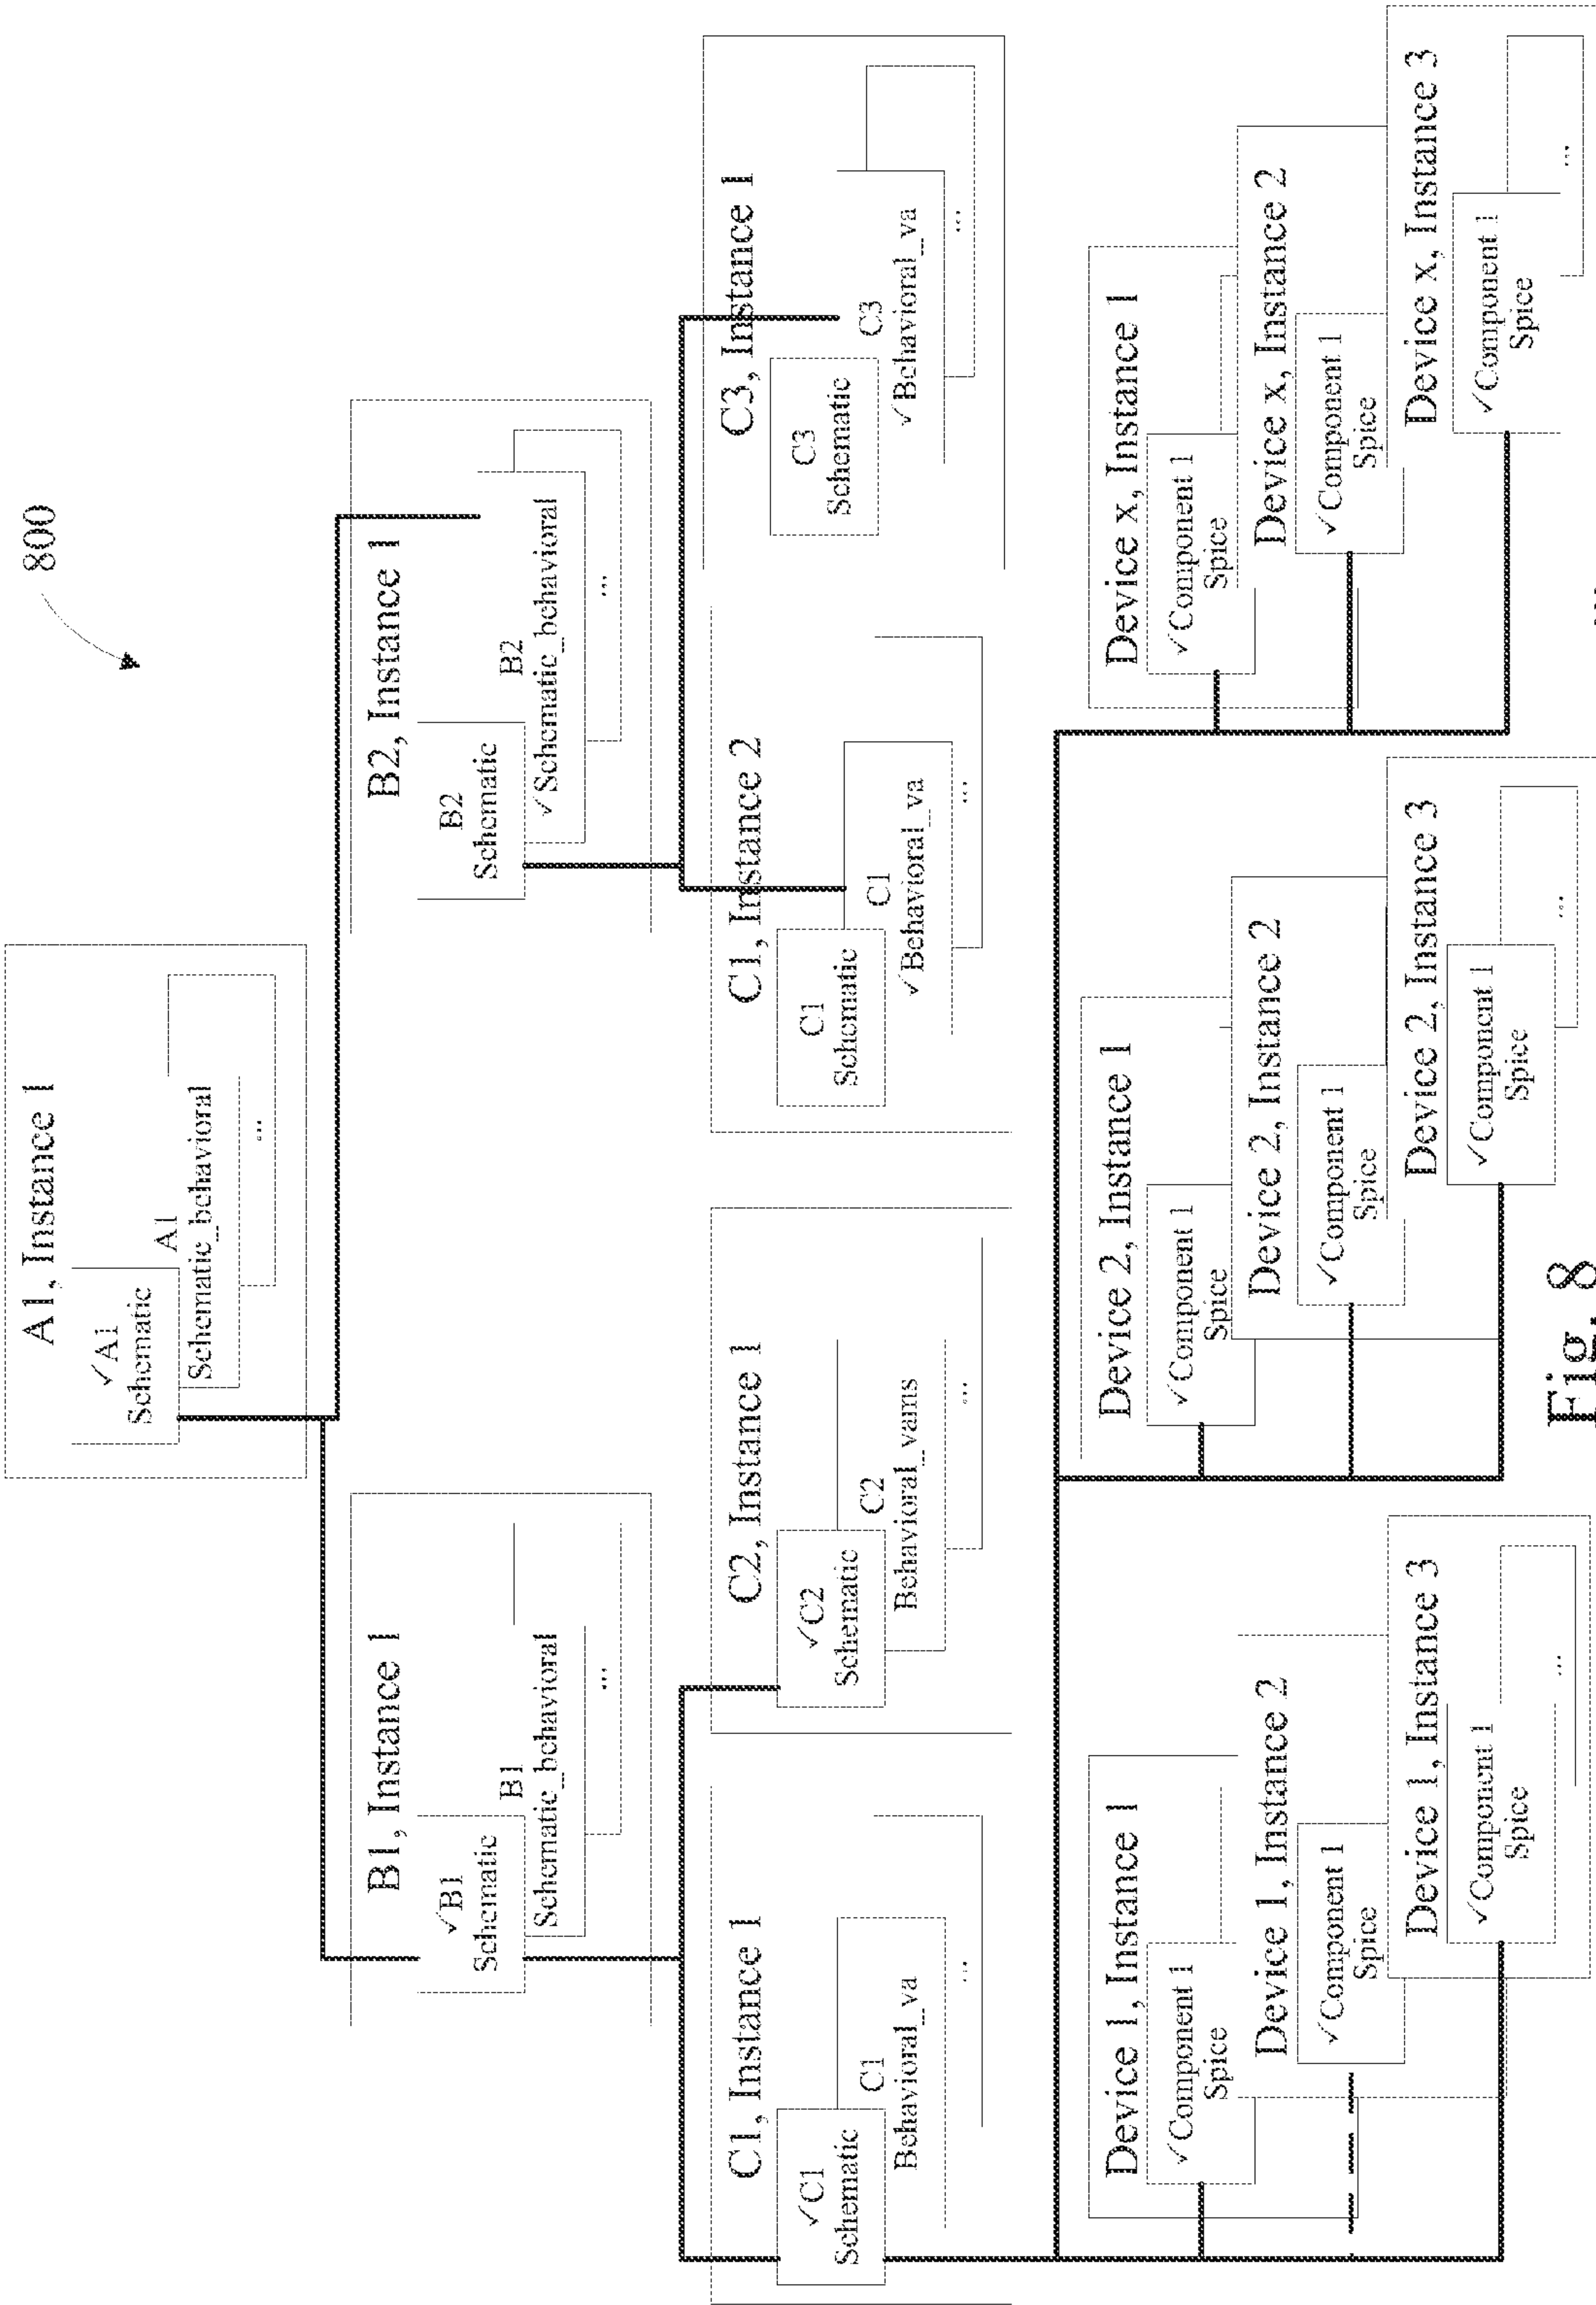 800
A1, Instance 1
✓A1
Schematic
A1
Schematic_behavioral
...
B1, Instance 1
✓B1
Schematic
B1
Schematic_behavioral
...
B2, Instance 1
B2
Schematic
B2
✓Schematic_behavioral
...
C1, Instance 1
✓C1
Schematic
C1
Behavioral_va
...
C2, Instance 1
✓C2
Schematic
C2
Behavioral_vams
...
C1, Instance 2
C1
Schematic
C1
✓Behavioral_va
...
C3, Instance 1
C3
Schematic
C3
✓Behavioral_va
...
Device 1, Instance 1
✓Component 1
Spice
Device 1, Instance 2
✓Component 1
Spice
Device 1, Instance 3
✓Component 1
Spice
...
Device 2, Instance 1
✓Component 1
Spice
Device 2, Instance 2
✓Component 1
Spice
Device 2, Instance 3
✓Component 1
Spice
...
Device x, Instance 1
✓Component 1
Spice
Device x, Instance 2
✓Component 1
Spice
Device x, Instance 3
✓Component 1
Spice
...
...
Fig. 8